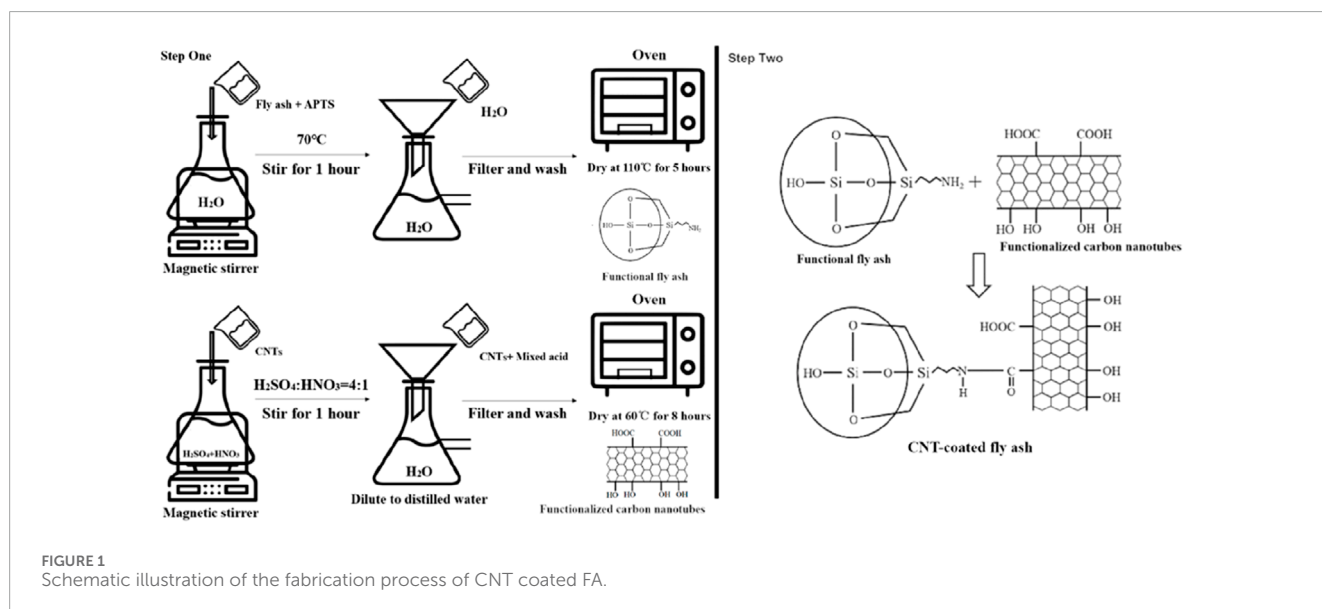 Step One
Fly ash + APTS
70℃
Stir for 1 hour
H₂O
Magnetic stirrer
H₂O
Filter and wash
H₂O
Oven
Dry at 110℃ for 5 hours
HO—Si—O—Si NH₂
O
O
Functional fly ash
CNTs
H₂SO₄:HNO₃=4:1
Stir for 1 hour
H₂SO₄+HNO₃
Magnetic stirrer
CNTs+ Mixed acid
Filter and wash
H₂O
Dilute to distilled water
Oven
Dry at 60℃ for 8 hours
HOOC COOH
HO HO OH OH
Functionalized carbon nanotubes
Step Two
O
HO—Si—O—Si NH₂ +
O
Functional fly ash
HOOC COOH
HO HO OH OH
Functionalized carbon nanotubes
O
HO—Si—O—Si N C
H O
O
HOOC
OH
OH
OH
OH
CNT-coated fly ash
FIGURE 1
Schematic illustration of the fabrication process of CNT coated FA.